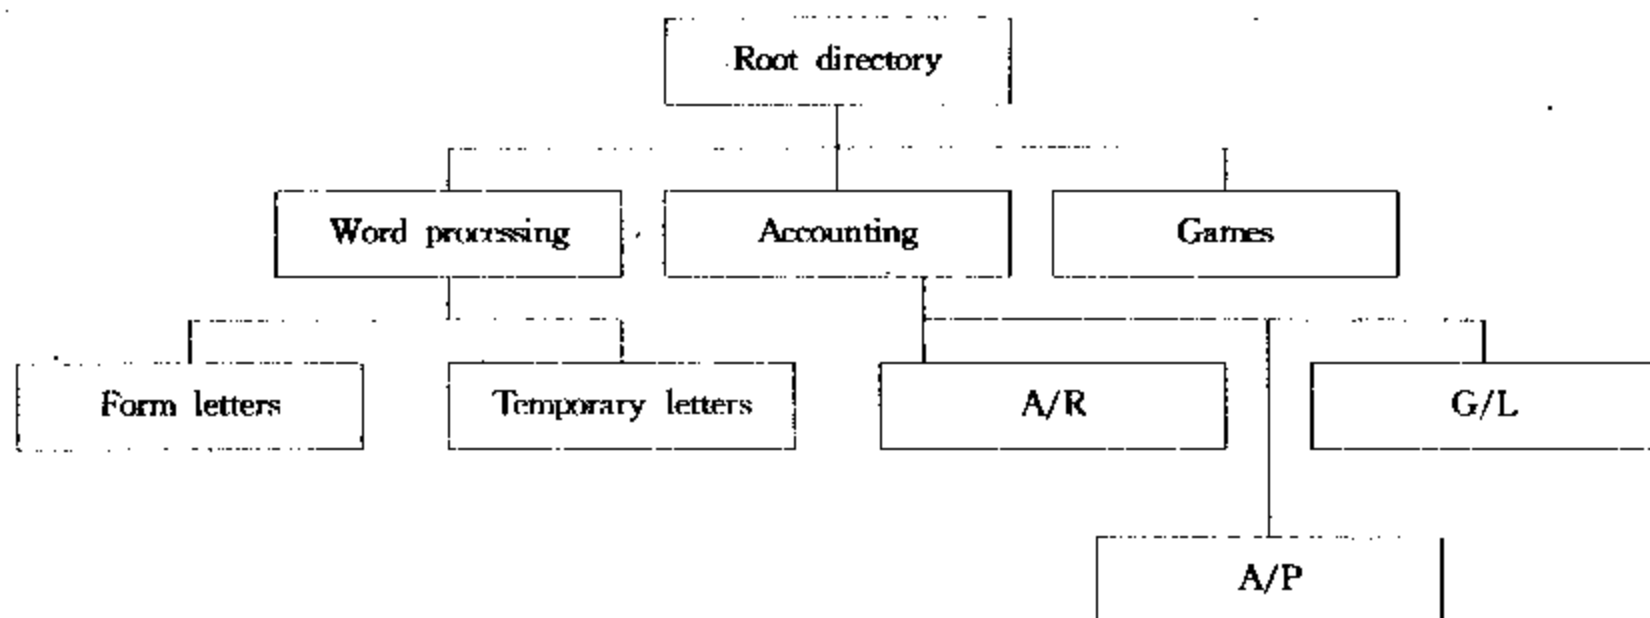 Root directory
Word processing
Accounting
Games
Form letters
Temporary letters
A/R
G/L
A/P